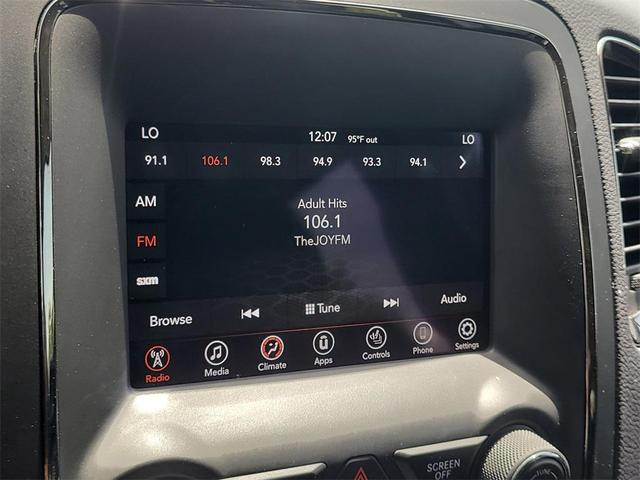 LO 12:07 95°F out LO
91.1 106.1 98.3 94.9 93.3 94.1
AM
Adult Hits
106.1
FM
TheJOYFM
sxm
Browse Tune Audio
Radio Media Climate Apps Controls Phone Settings
SCREEN
OFF
TUNE